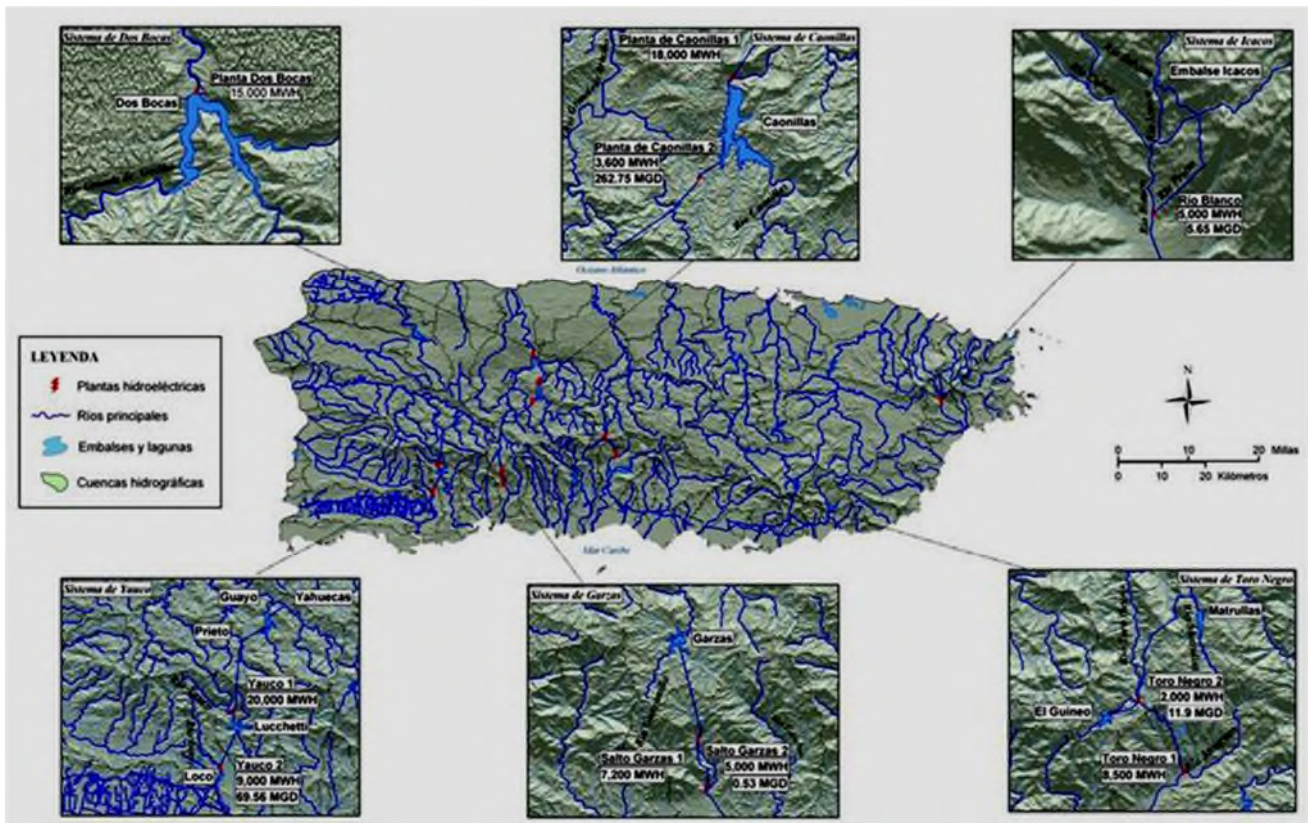 Sistema de Dos Bocas
Planta Dos Bocas
15,000 MWH
Dos Bocas
Sistema de Caonillas
Planta de Caonillas 1
18,000 MWH
Caonillas
Planta de Caonillas 2
3,600 MWH
262.75 MGD
Río Caonillas
Sistema de Icacos
Embalse Icacos
Río Blanco
5,000 MWH
5.65 MGD
Océano Atlántico
LEYENDA
Plantas hidroeléctricas
Ríos principales
Embalses y lagunas
Cuencas hidrográficas
N
0 10 20 Millas
0 10 20 Kilómetros
Mar Caribe
Sistema de Yauco
Guayo
Yahuecas
Prieto
Yauco 1
20,000 MWH
Lucchetti
Loco
Yauco 2
9,000 MWH
69.56 MGD
Sistema de Garzas
Garzas
Salto Garzas 1
7,200 MWH
Salto Garzas 2
5,000 MWH
0.53 MGD
Sistema de Toro Negro
Matrullas
Toro Negro 2
2,000 MWH
11.9 MGD
El Guineo
Toro Negro 1
8,500 MWH